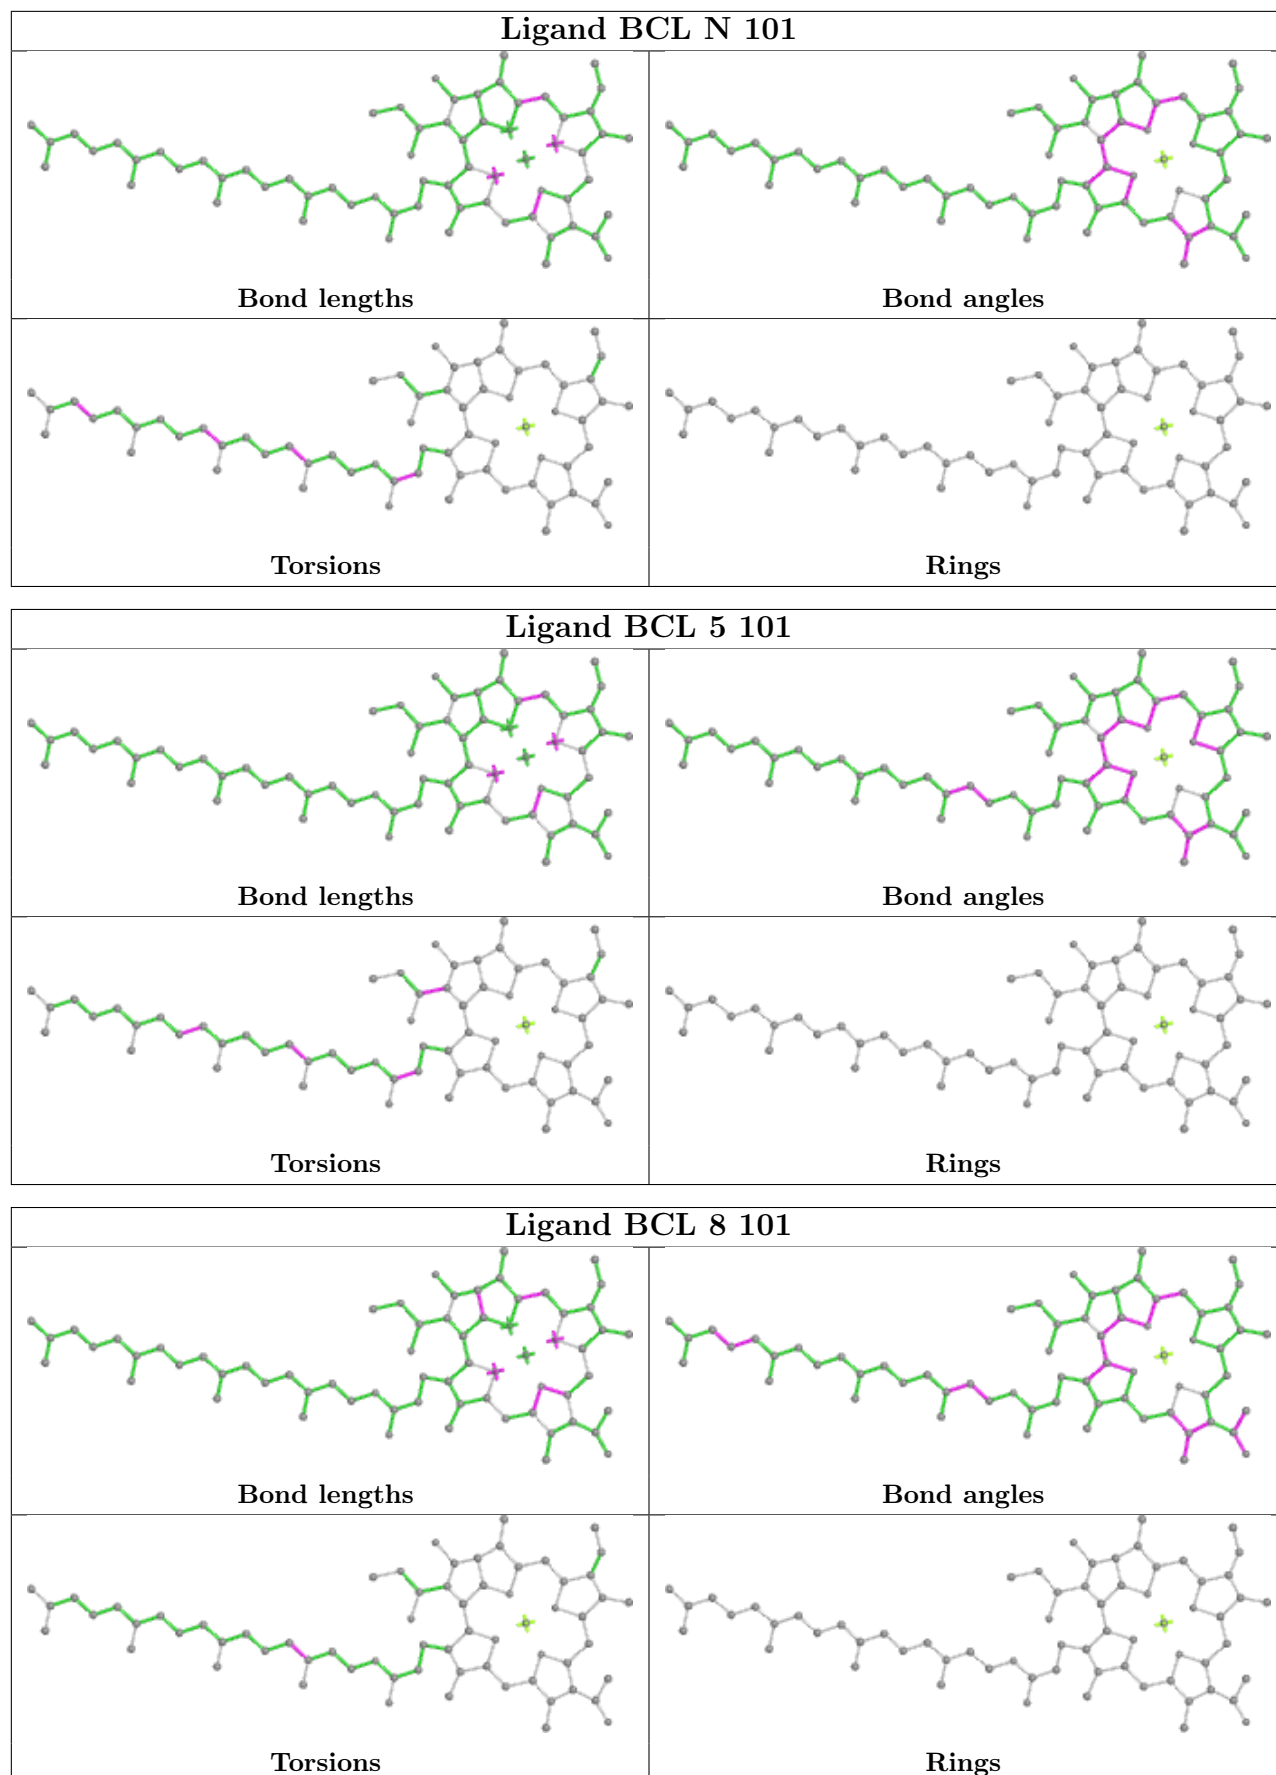 Ligand BCL N 101
Bond lengths
Bond angles
Torsions
Rings
Ligand BCL 5 101
Bond lengths
Bond angles
Torsions
Rings
Ligand BCL 8 101
Bond lengths
Bond angles
Torsions
Rings